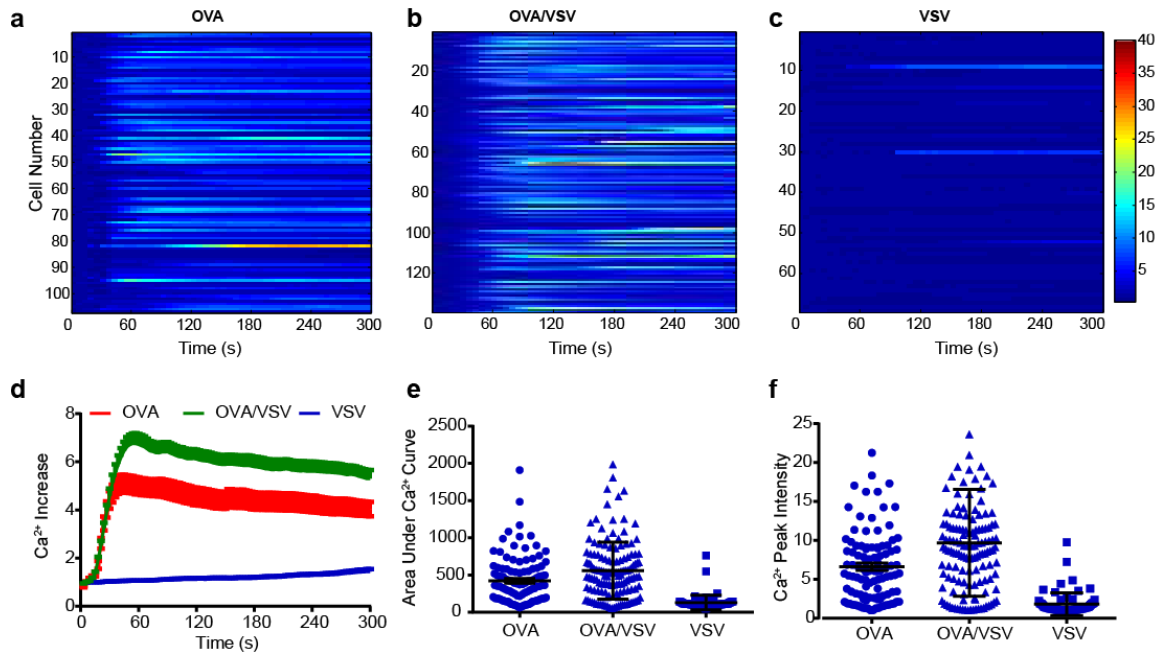 a OVA
Cell Number
10
20
30
40
50
60
70
80
90
100
0 60 120 180 240 300
Time (s)
b OVA/VSV
20
40
60
80
100
120
0 60 120 180 240 300
Time (s)
c VSV
10
20
30
40
50
60
0 60 120 180 240 300
Time (s)
40
35
30
25
20
15
10
5
d
OVA OVA/VSV VSV
Ca²⁺ Increase
8
6
4
2
0
0 60 120 180 240 300
Time (s)
e
Area Under Ca²⁺ Curve
2500
2000
1500
1000
500
0
OVA OVA/VSV VSV
f
Ca²⁺ Peak Intensity
25
20
15
10
5
0
OVA OVA/VSV VSV